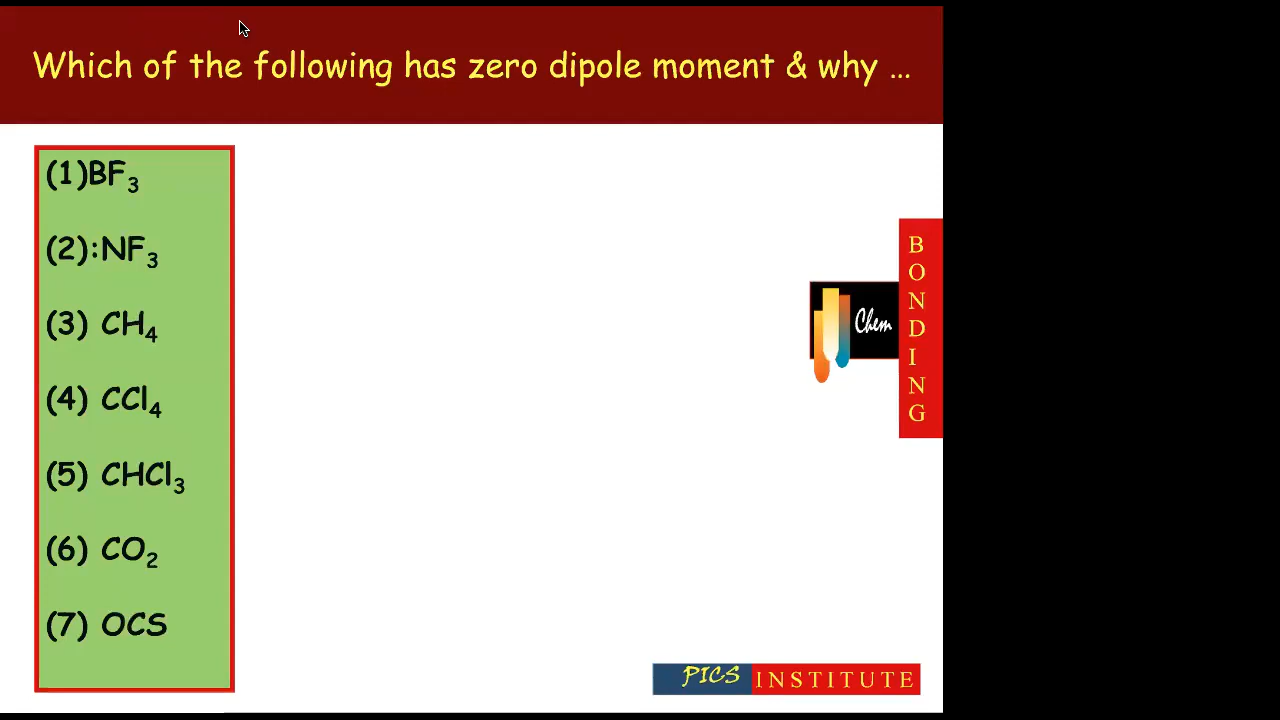 Which of the following has zero dipole moment & why ...
(1)BF₃
(2):NF₃
(3) CH₄
(4) CCl₄
(5) CHCl₃
(6) CO₂
(7) OCS
BONDING
Chem
PICS INSTITUTE